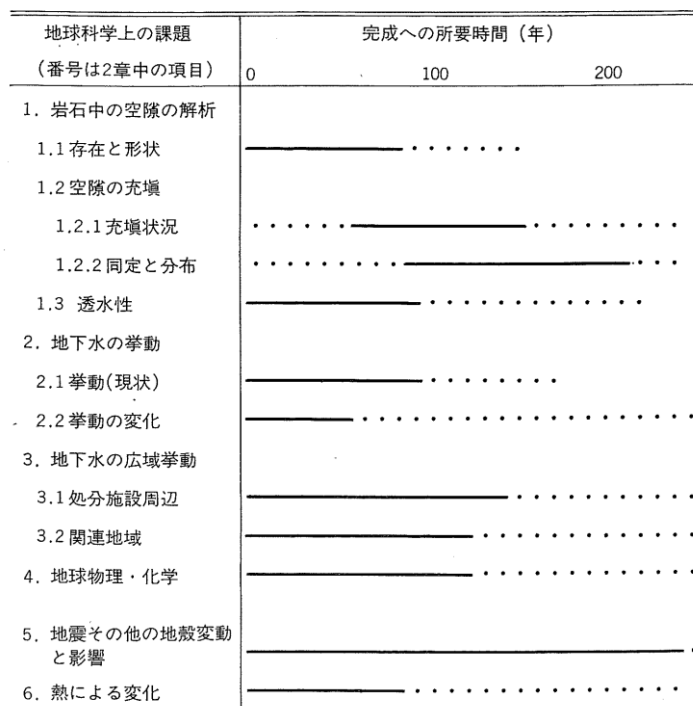 地球科学上の課題 完成への所要時間（年）
（番号は2章中の項目） 0 100 200
1. 岩石中の空隙の解析
1.1 存在と形状
1.2 空隙の充塡
1.2.1 充塡状況
1.2.2 同定と分布
1.3 透水性
2. 地下水の挙動
2.1 挙動(現状)
2.2 挙動の変化
3. 地下水の広域挙動
3.1 処分施設周辺
3.2 関連地域
4. 地球物理・化学
5. 地震その他の地殻変動
と影響
6. 熱による変化